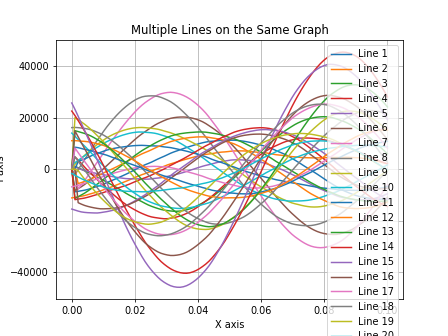 Multiple Lines on the Same Graph
40000
20000
0
−20000
−40000
0.00
0.02
0.04
0.06
0.08
X axis
Line 1
Line 2
Line 3
Line 4
Line 5
Line 6
Line 7
Line 8
Line 9
Line 10
Line 11
Line 12
Line 13
Line 14
Line 15
Line 16
Line 17
Line 18
Line 19
Line 20